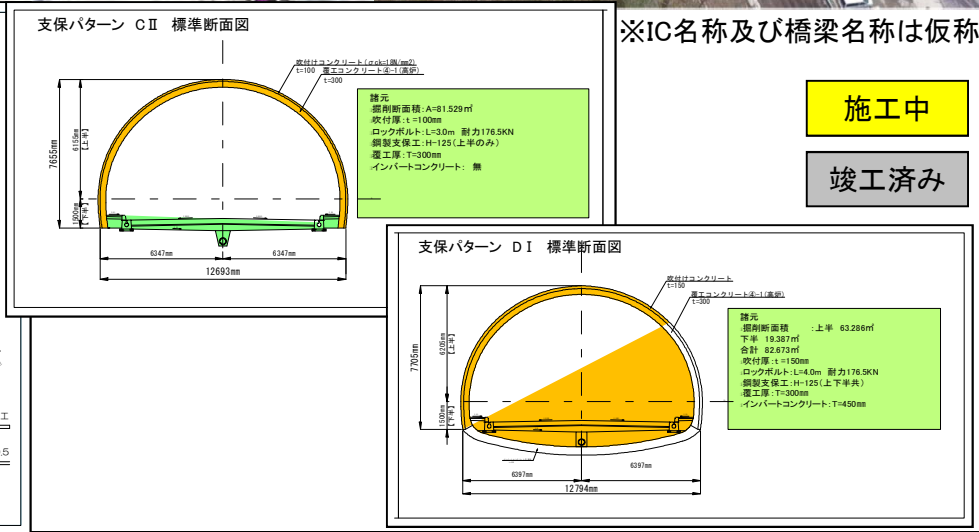 ※IC名称及び橋梁名称は仮称
施工中
竣工済み
支保パターン CⅡ 標準断面図
吹付けコンクリート(σck=18N/mm2)
t=100
覆工コンクリート④-1(高炉)
t=300
7655mm
6155mm
【上半】
1500mm
【下半】
6347mm
6347mm
12693mm
諸元
掘削断面積:A=81.529㎡
吹付厚:t=100mm
ロックボルト:L=3.0m 耐力176.5KN
鋼製支保工:H-125(上半のみ)
覆工厚:T=300mm
インバートコンクリート: 無
支保パターン DⅠ 標準断面図
吹付けコンクリート
t=150
覆工コンクリート④-1(高炉)
t=300
7705mm
6205mm
【上半】
1500mm
【下半】
6397mm
6397mm
12794mm
諸元
掘削断面積 :上半 63.286㎡
下半 19.387㎡
合計 82.673㎡
吹付厚:t=150mm
ロックボルト:L=4.0m 耐力176.5KN
鋼製支保工:H-125(上下半共)
覆工厚:T=300mm
インバートコンクリート:T=450mm
工